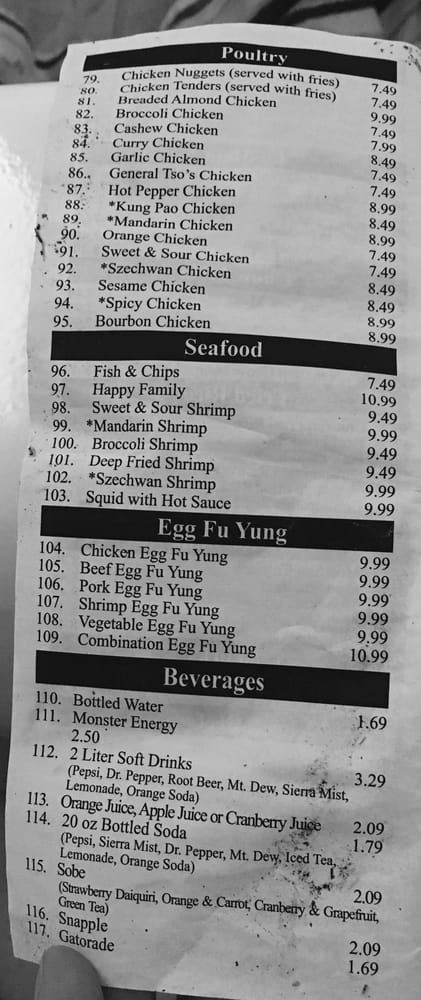 Poultry
79. Chicken Nuggets (served with fries) 7.49
80. Chicken Tenders (served with fries) 7.49
81. Breaded Almond Chicken 9.99
82. Broccoli Chicken 7.49
83. Cashew Chicken 7.99
84. Curry Chicken 8.49
85. Garlic Chicken 7.49
86. General Tso's Chicken 7.49
87. Hot Pepper Chicken 8.99
88. *Kung Pao Chicken 8.49
89. *Mandarin Chicken 8.99
90. Orange Chicken 7.49
91. Sweet & Sour Chicken 7.49
92. *Szechwan Chicken 8.49
93. Sesame Chicken 8.49
94. *Spicy Chicken 8.99
95. Bourbon Chicken 8.99
Seafood
96. Fish & Chips 7.49
97. Happy Family 10.99
98. Sweet & Sour Shrimp 9.49
99. *Mandarin Shrimp 9.99
100. Broccoli Shrimp 9.49
101. Deep Fried Shrimp 9.49
102. *Szechwan Shrimp 9.99
103. Squid with Hot Sauce 9.99
Egg Fu Yung
104. Chicken Egg Fu Yung 9.99
105. Beef Egg Fu Yung 9.99
106. Pork Egg Fu Yung 9.99
107. Shrimp Egg Fu Yung 9.99
108. Vegetable Egg Fu Yung 9.99
109. Combination Egg Fu Yung 10.99
Beverages
110. Bottled Water 1.69
111. Monster Energy
2.50
112. 2 Liter Soft Drinks 3.29
(Pepsi, Dr. Pepper, Root Beer, Mt. Dew, Sierra Mist,
Lemonade, Orange Soda)
113. Orange Juice, Apple Juice or Cranberry Juice 2.09
114. 20 oz Bottled Soda 1.79
(Pepsi, Sierra Mist, Dr. Pepper, Mt. Dew, Iced Tea,
Lemonade, Orange Soda)
115. Sobe 2.09
(Strawberry Daiquiri, Orange & Carrot, Cranberry & Grapefruit,
Green Tea)
116. Snapple 2.09
117. Gatorade 1.69